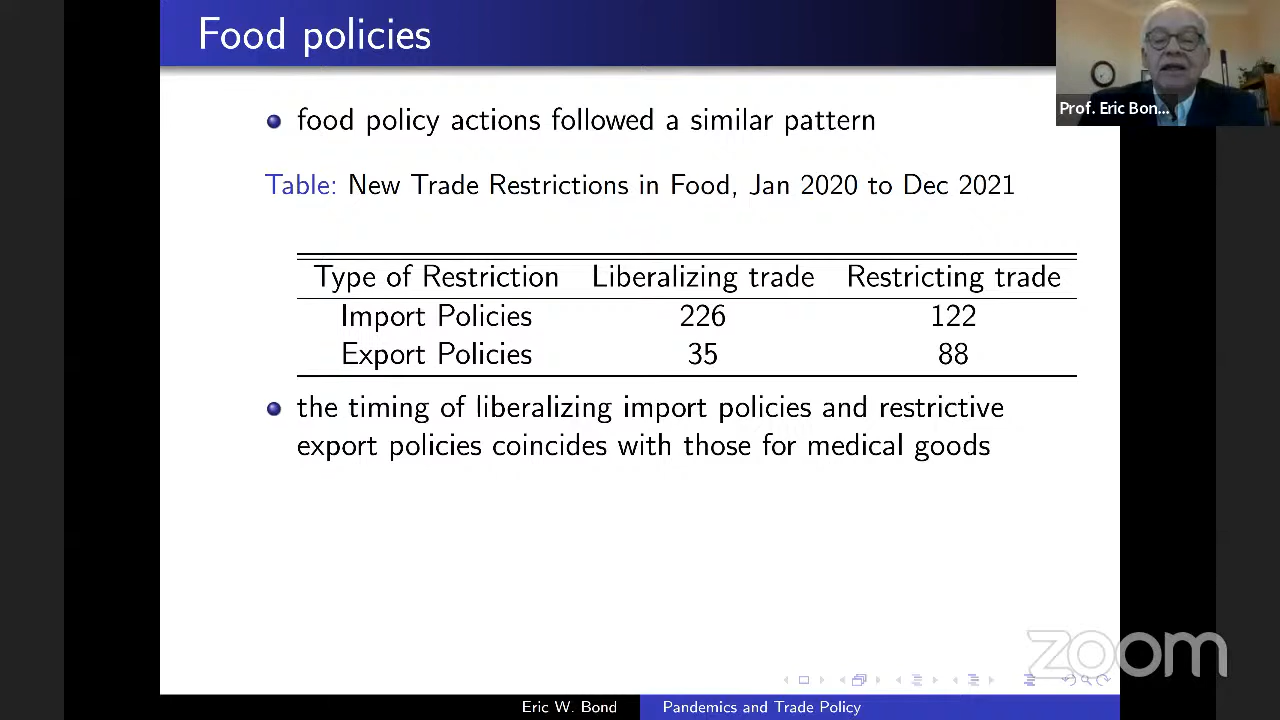 Food policies
Prof. Eric Bon...
food policy actions followed a similar pattern
Table: New Trade Restrictions in Food, Jan 2020 to Dec 2021
Type of Restriction Liberalizing trade Restricting trade
Import Policies 226 122
Export Policies 35 88
the timing of liberalizing import policies and restrictive
export policies coincides with those for medical goods
zoom
Eric W. Bond Pandemics and Trade Policy